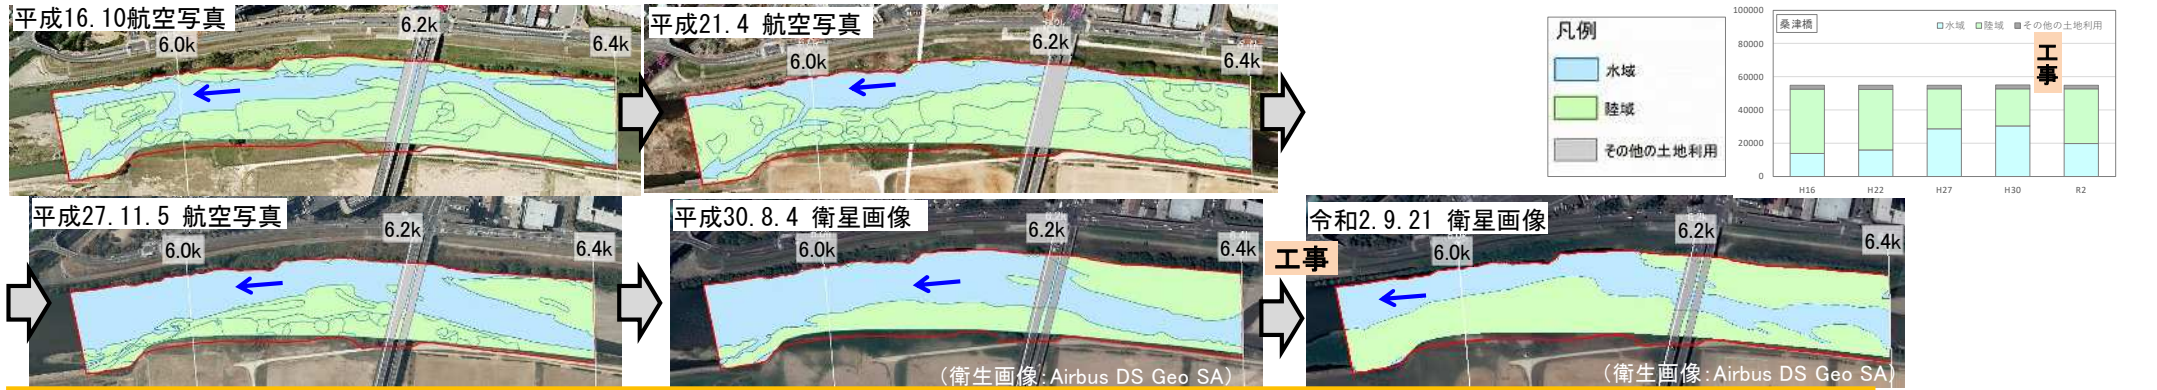 平成16.10航空写真
6.0k
6.2k
6.4k
平成21.4 航空写真
6.0k
6.2k
6.4k
凡例
水域
陸域
その他の土地利用
桑津橋
水域 陸域 その他の土地利用
工事
100000
80000
60000
40000
20000
0
H16 H22 H27 H30 R2
平成27.11.5 航空写真
6.0k
6.2k
6.4k
平成30.8.4 衛星画像
6.0k
6.2k
6.4k
(衛生画像:Airbus DS Geo SA)
工事
令和2.9.21 衛星画像
6.0k
6.2k
6.4k
(衛生画像:Airbus DS Geo SA)